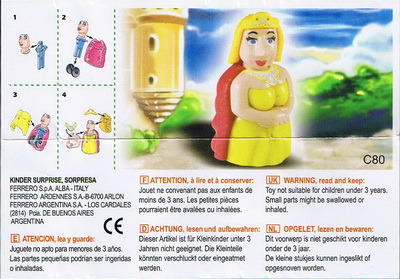 1
2
3
4
C80
KINDER SURPRISE, SORPRESA
FERRERO S.p.A. ALBA - ITALY
FERRERO ARDENNES S.A.-B-6700 ARLON
FERRERO ARGENTINA S.A. - LOS CARDALES
(2814) Pcia. DE BUENOS AIRES
ARGENTINA
CE
E ATENCION, lea y guarde:
Juguete no apto para menores de 3 años.
Las partes pequeñas podrían ser ingeridas
o inhaladas.
F ATTENTION, à lire et à conserver:
Jouet ne convenant pas aux enfants de
moins de 3 ans. Les petites pièces
pourraient être avalées ou inhalées.
D ACHTUNG, lesen und aufbewahren:
Dieser Artikel ist für Kleinkinder unter 3
Jahren nicht geeignet. Die Kleinteile
könnten verschluckt oder eingeatmet
werden.
UK WARNING, read and keep:
Toy not suitable for children under 3 years.
Small parts might be swallowed or
inhaled.
NL OPGELET, lezen en bewaren:
Dit voorwerp is niet geschikt voor kinderen
onder de 3 jaar.
De kleine stukjes kunnen ingeslikt of
opgesnoven worden.